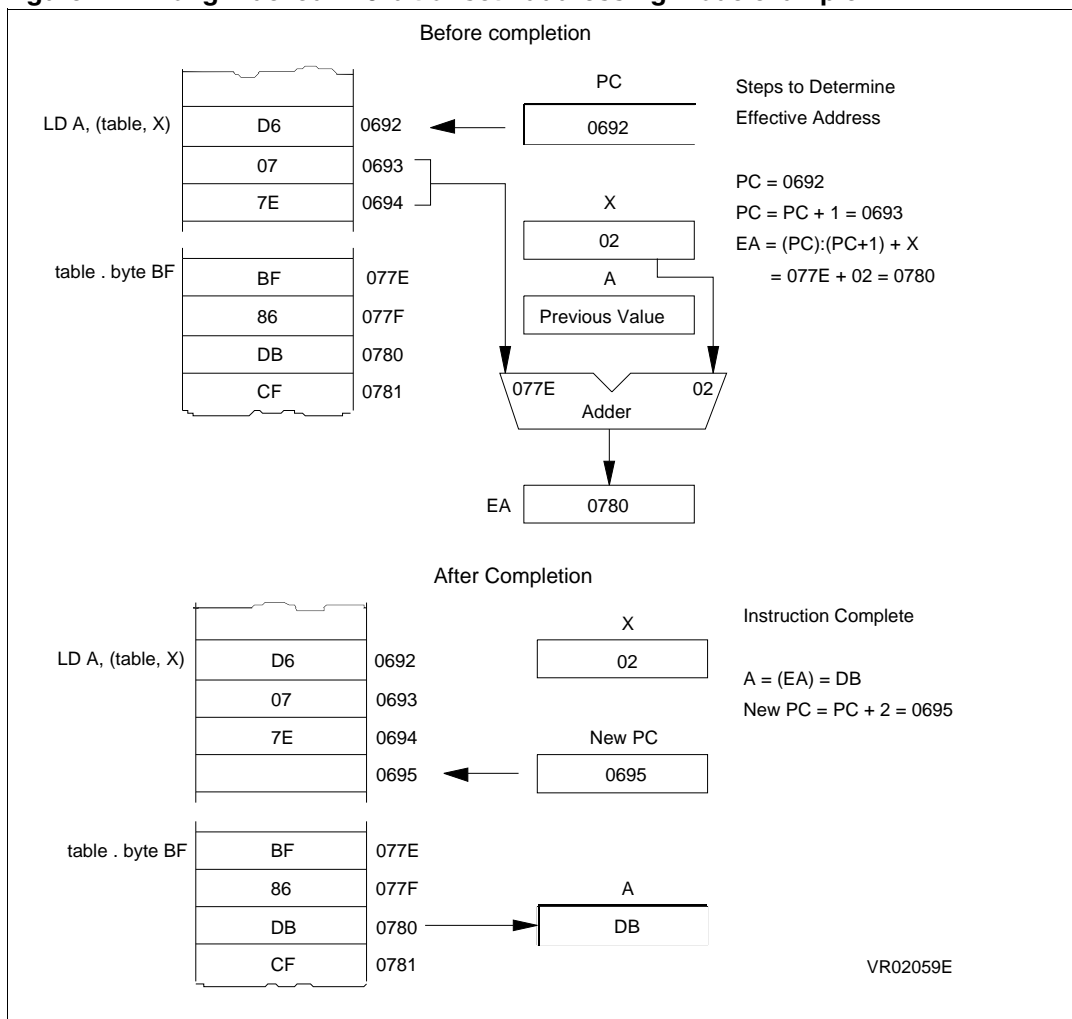 Before completion
PC
Steps to Determine
Effective Address
LD A, (table, X)
D6
0692
0692
07
0693
7E
0694
PC = 0692
PC = PC + 1 = 0693
EA = (PC):(PC+1) + X
= 077E + 02 = 0780
X
02
table . byte BF
BF
077E
A
86
077F
Previous Value
DB
0780
CF
0781
077E
02
Adder
EA
0780
After Completion
X
Instruction Complete
LD A, (table, X)
D6
0692
02
07
0693
A = (EA) = DB
New PC = PC + 2 = 0695
7E
0694
New PC
0695
0695
table . byte BF
BF
077E
86
077F
A
DB
0780
DB
CF
0781
VR02059E